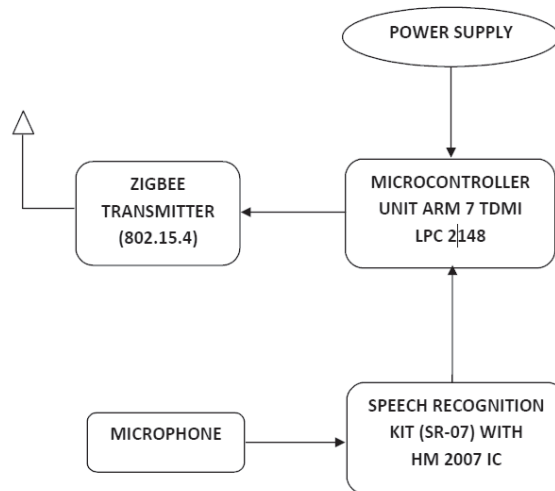 POWER SUPPLY
ZIGBEE
TRANSMITTER
(802.15.4)
MICROCONTROLLER
UNIT ARM 7 TDMI
LPC 2148
MICROPHONE
SPEECH RECOGNITION
KIT (SR-07) WITH
HM 2007 IC